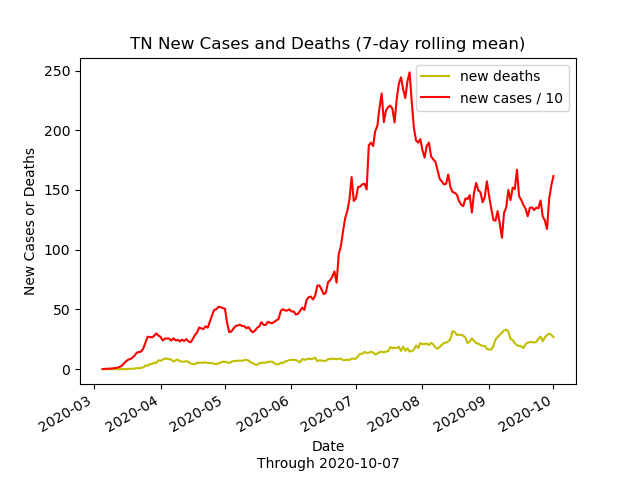 TN New Cases and Deaths (7-day rolling mean)
new deaths
new cases / 10
250
200
150
100
50
0
New Cases or Deaths
2020-03
2020-04
2020-05
2020-06
2020-07
2020-08
2020-09
2020-10
Date
Through 2020-10-07